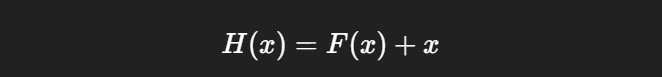 H(x) = F(x) + x